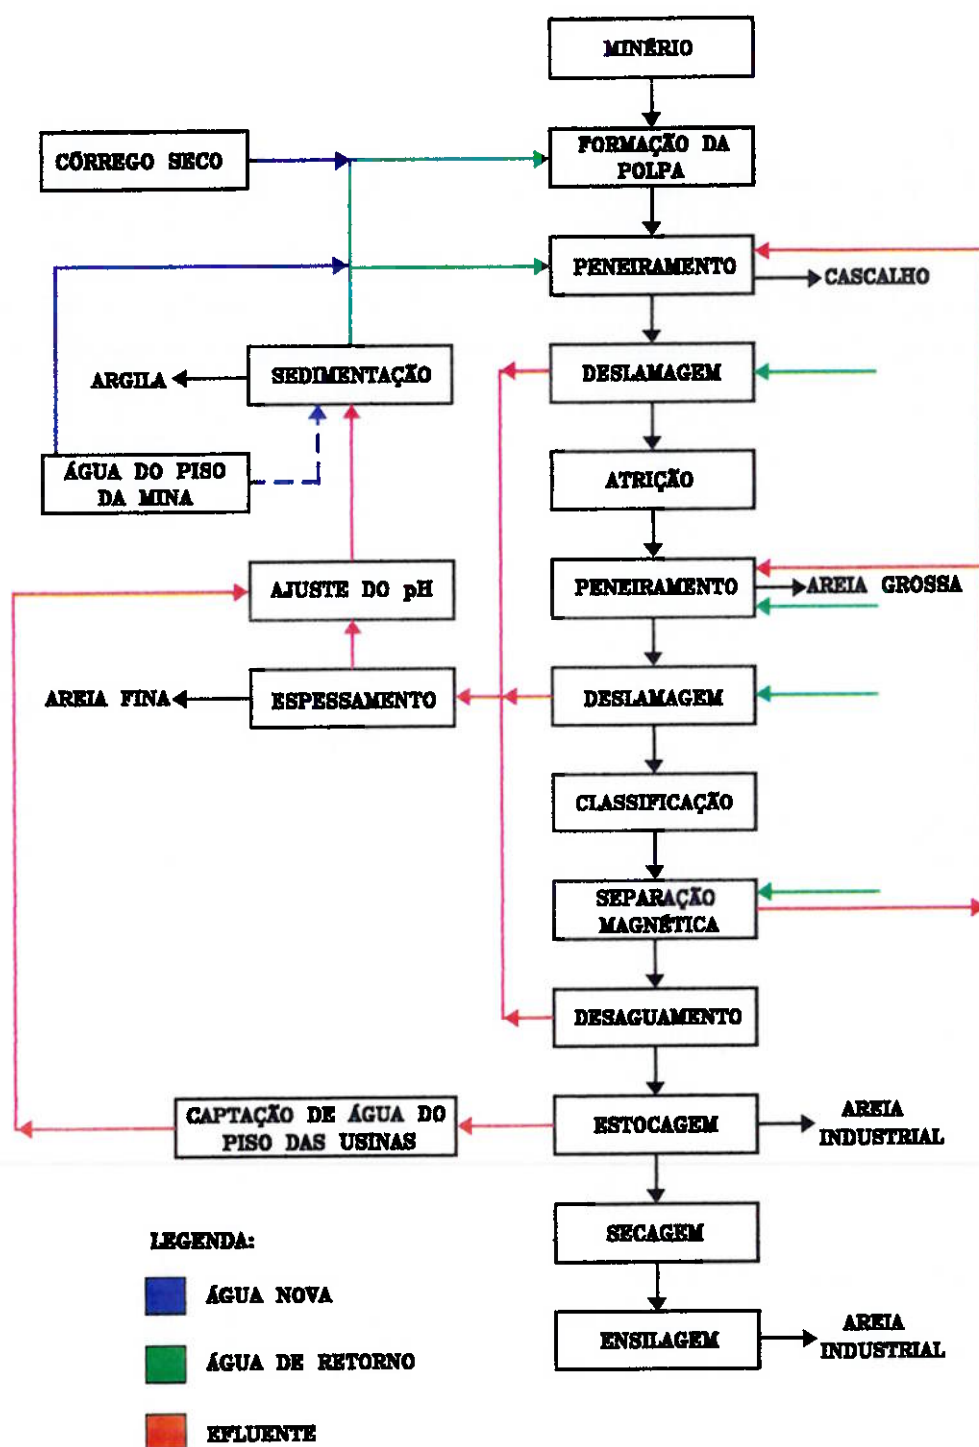 MINÉRIO
CÓRREGO SECO
FORMAÇÃO DA
POLPA
PENEIRAMENTO
CASCALHO
SEDIMENTAÇÃO
ARGILA
DESLAMAGEM
ÁGUA DO PISO
DA MINA
ATRIÇÃO
AJUSTE DO pH
PENEIRAMENTO
AREIA GROSSA
AREIA FINA
ESPESSAMENTO
DESLAMAGEM
CLASSIFICAÇÃO
SEPARAÇÃO
MAGNÉTICA
DESAGUAMENTO
CAPTAÇÃO DE ÁGUA DO
PISO DAS USINAS
ESTOCAGEM
AREIA
INDUSTRIAL
SECAGEM
ENSILAGEM
AREIA
INDUSTRIAL
LEGENDA:
ÁGUA NOVA
ÁGUA DE RETORNO
EFLUENTE